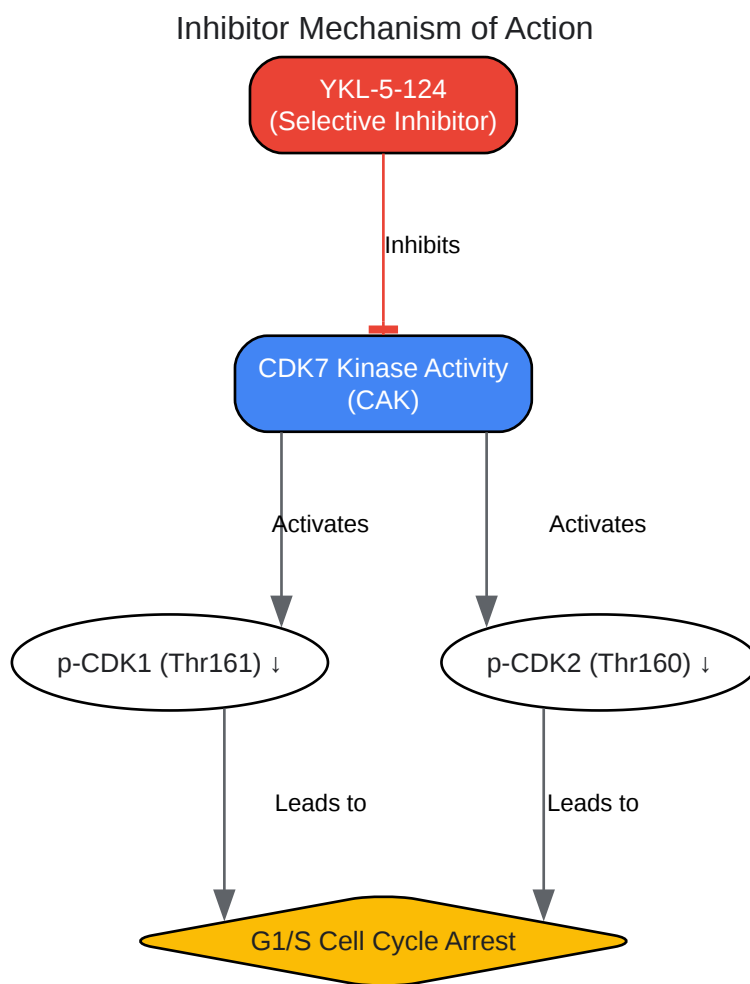 Inhibitor Mechanism of Action
YKL-5-124
(Selective Inhibitor)
Inhibits
CDK7 Kinase Activity
(CAK)
Activates
Activates
p-CDK1 (Thr161) ↓
p-CDK2 (Thr160) ↓
Leads to
Leads to
G1/S Cell Cycle Arrest